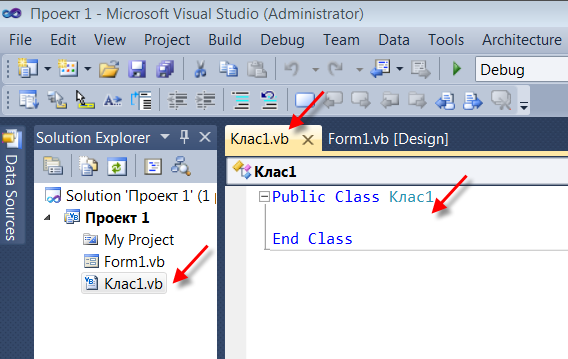 Проект 1 - Microsoft Visual Studio (Administrator)
File Edit View Project Build Debug Team Data Tools Architecture
Debug
Data Sources
Solution Explorer
Клас1.vb
Form1.vb [Design]
Solution 'Проект 1' (1 p
Проект 1
My Project
Form1.vb
Клас1.vb
Клас1
Public Class Клас1
End Class